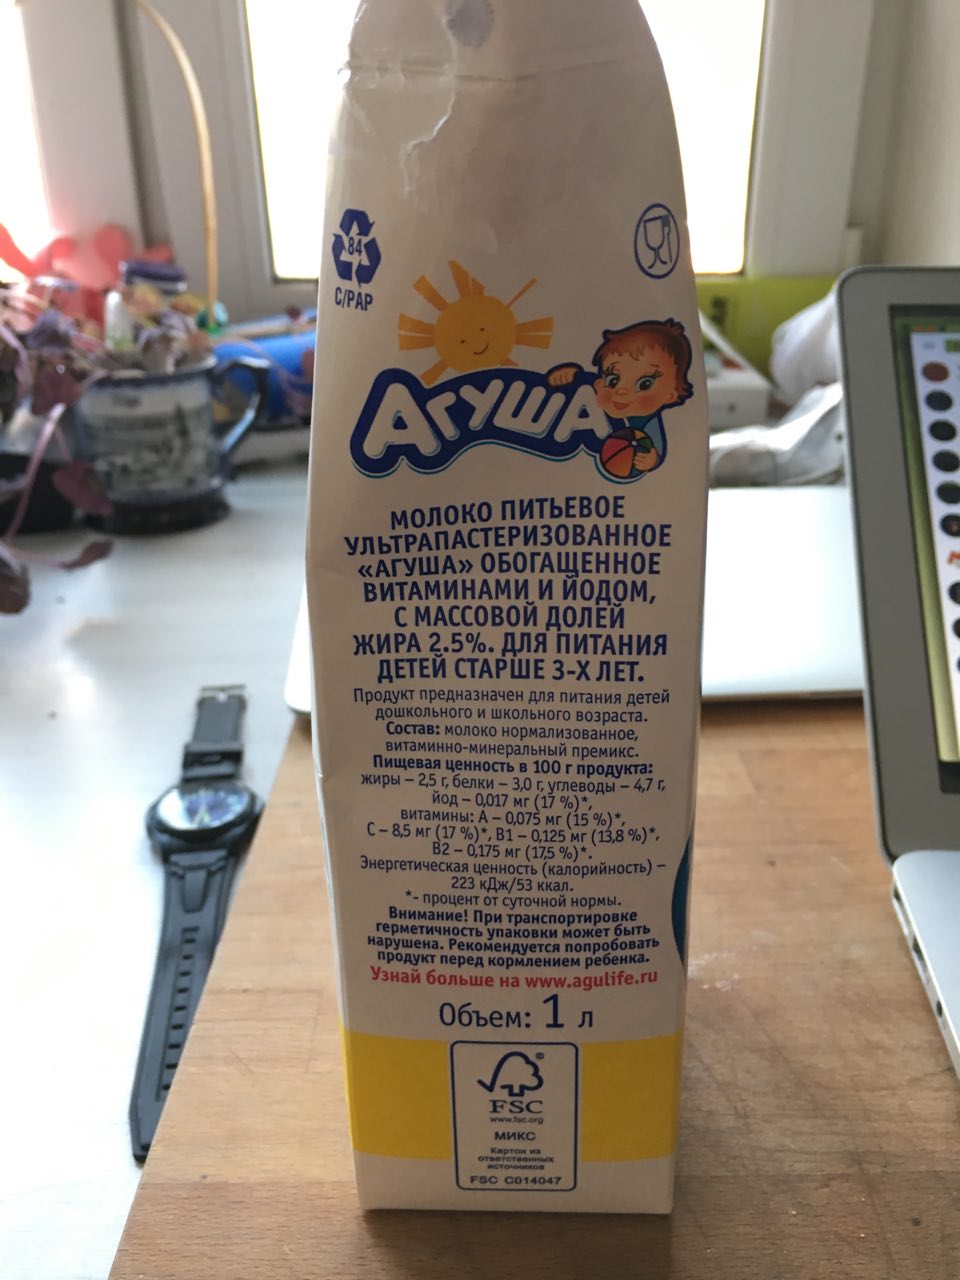 84
C/PAP
АГУША
МОЛОКО ПИТЬЕВОЕ
УЛЬТРАПАСТЕРИЗОВАННОЕ
«АГУША» ОБОГАЩЕННОЕ
ВИТАМИНАМИ И ЙОДОМ,
С МАССОВОЙ ДОЛЕЙ
ЖИРА 2.5%. ДЛЯ ПИТАНИЯ
ДЕТЕЙ СТАРШЕ 3-Х ЛЕТ.
Продукт предназначен для питания детей
дошкольного и школьного возраста.
Состав: молоко нормализованное,
витаминно-минеральный премикс.
Пищевая ценность в 100 г продукта:
жиры – 2,5 г, белки – 3,0 г, углеводы – 4,7 г,
йод – 0,017 мг (17 %)*,
витамины: А – 0,075 мг (15 %)*,
С – 8,5 мг (17 %)*, В1 – 0,125 мг (13,8 %)*,
В2 – 0,175 мг (17,5 %)*.
Энергетическая ценность (калорийность) –
223 кДж/53 ккал.
*- процент от суточной нормы.
Внимание! При транспортировке
герметичность упаковки может быть
нарушена. Рекомендуется попробовать
продукт перед кормлением ребенка.
Узнай больше на www.agulife.ru
Объем: 1 л
®
FSC
www.fsc.org
МИКС
Картон из
ответственных
источников
FSC C014047